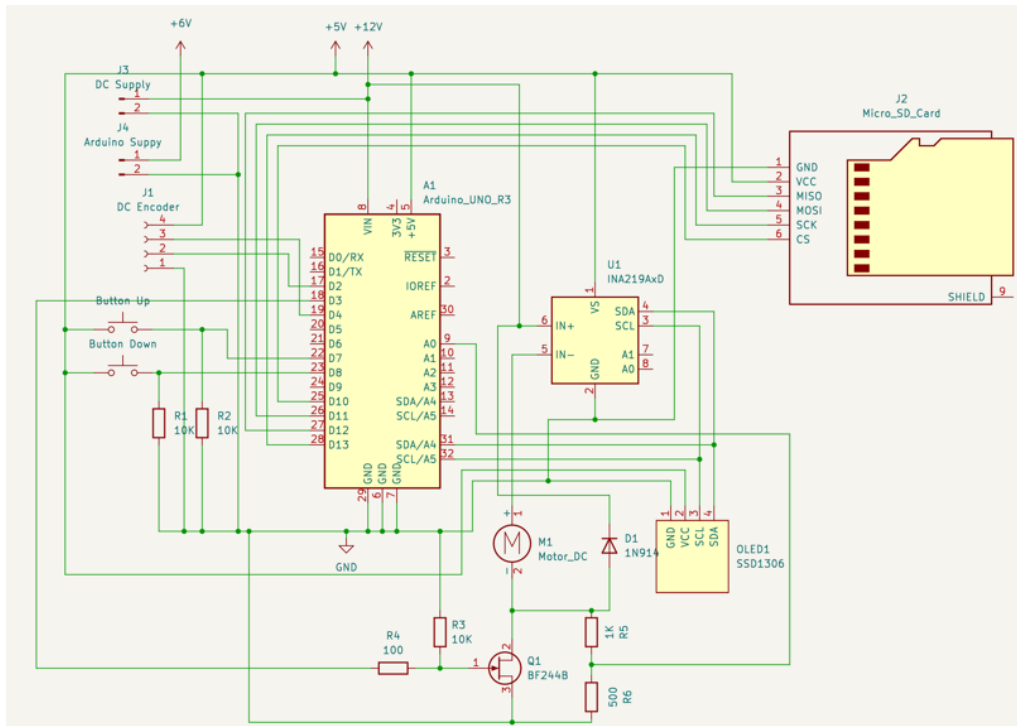 +6V
+5V
+12V
J3
DC Supply
1
2
J4
Arduino Suppy
1
2
J1
DC Encoder
4
3
2
1
Button Up
Button Down
R1
10K
R2
10K
A1
Arduino_UNO_R3
8
4
5
VIN
3V3
+5V
15
D0/RX
16
D1/TX
17
D2
18
D3
19
D4
20
D5
21
D6
22
D7
23
D8
24
D9
25
D10
26
D11
27
D12
28
D13
RESET
3
IOREF
2
AREF
30
A0
9
A1
10
A2
11
A3
12
SDA/A4
13
SCL/A5
14
SDA/A4
31
SCL/A5
32
GND
GND
GND
29
6
7
GND
J2
Micro_SD_Card
1
GND
2
VCC
3
MISO
4
MOSI
5
SCK
6
CS
SHIELD
9
U1
INA219AxD
1
VS
6
IN+
5
IN-
SDA
4
SCL
3
A1
7
A0
8
GND
2
+
1
M
M1
Motor_DC
-
2
D1
1N914
1
2
3
4
GND
VCC
SCL
SDA
OLED1
SSD1306
R3
10K
R4
100
1
2
3
Q1
BF244B
1K
R5
500
R6